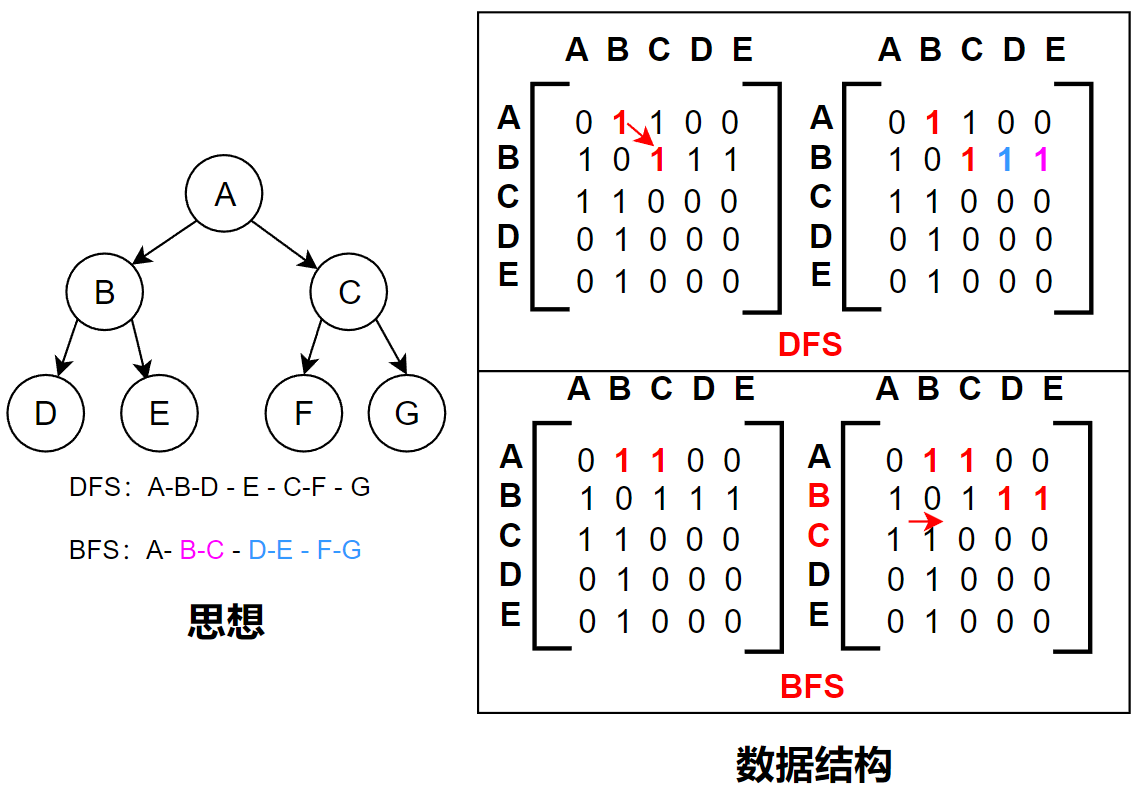 A
B C
D E F G
DFS：A-B-D - E - C-F - G
BFS：A- B-C - D-E - F-G
思想
A B C D E
A 0 1 1 0 0
B 1 0 1 1 1
C 1 1 0 0 0
D 0 1 0 0 0
E 0 1 0 0 0
A B C D E
A 0 1 1 0 0
B 1 0 1 1 1
C 1 1 0 0 0
D 0 1 0 0 0
E 0 1 0 0 0
DFS
A B C D E
A 0 1 1 0 0
B 1 0 1 1 1
C 1 1 0 0 0
D 0 1 0 0 0
E 0 1 0 0 0
A B C D E
A 0 1 1 0 0
B 1 0 1 1 1
C 1 1 0 0 0
D 0 1 0 0 0
E 0 1 0 0 0
BFS
数据结构